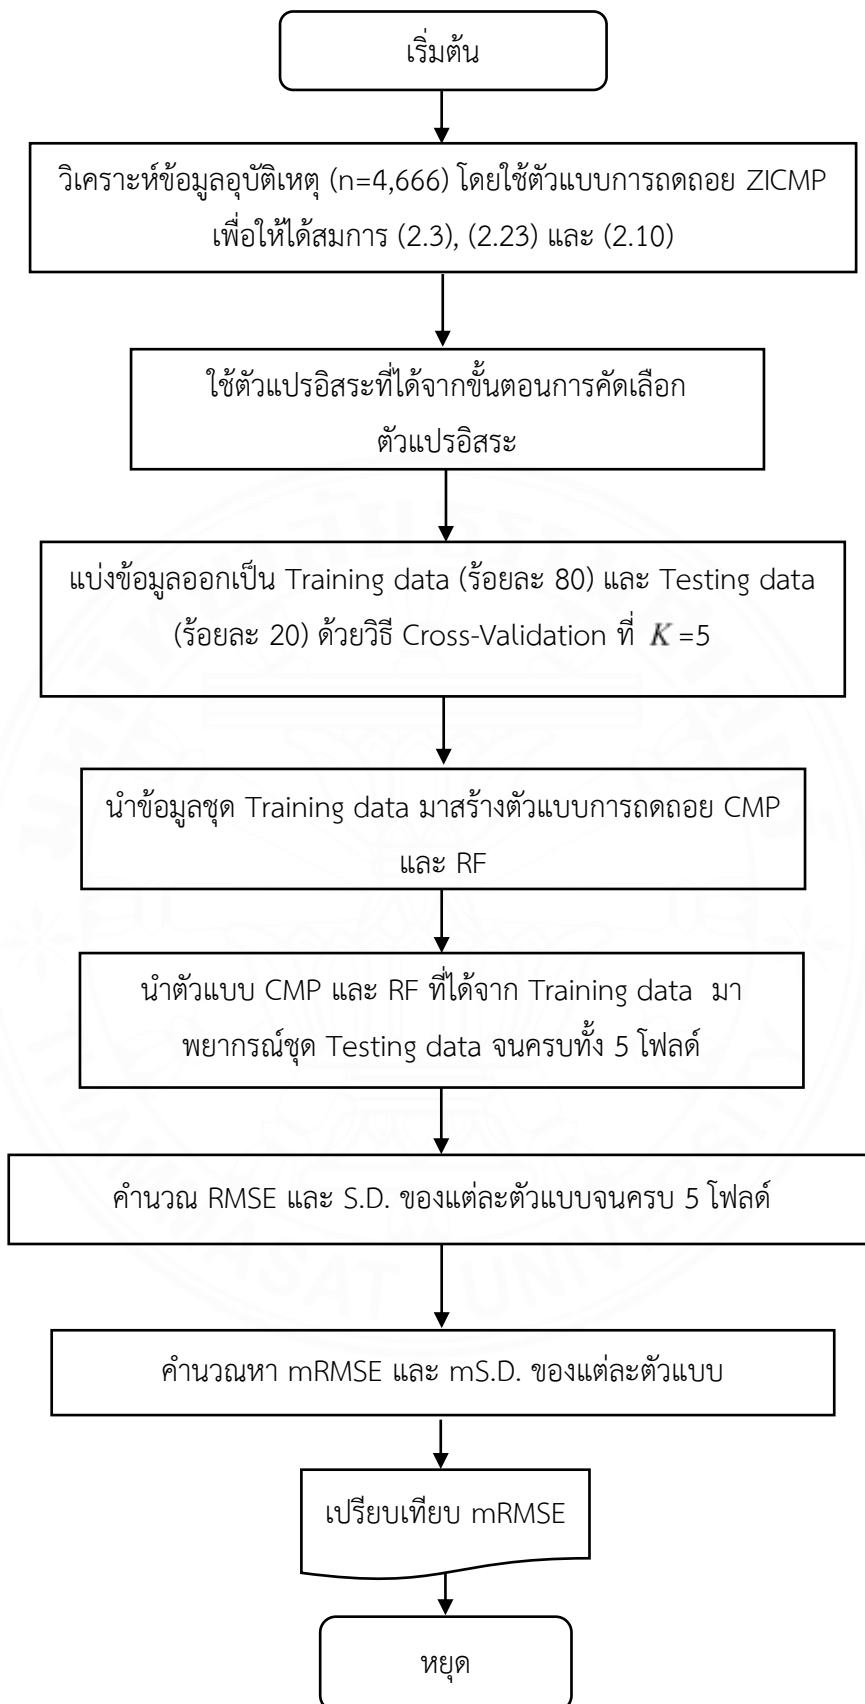 เริ่มต้น
วิเคราะห์ข้อมูลอุบัติเหตุ (n=4,666) โดยใช้ตัวแบบการถดถอย ZICMP
เพื่อให้ได้สมการ (2.3), (2.23) และ (2.10)
ใช้ตัวแปรอิสระที่ได้จากขั้นตอนการคัดเลือก
ตัวแปรอิสระ
แบ่งข้อมูลออกเป็น Training data (ร้อยละ 80) และ Testing data
(ร้อยละ 20) ด้วยวิธี Cross-Validation ที่ K=5
นำข้อมูลชุด Training data มาสร้างตัวแบบการถดถอย CMP
และ RF
นำตัวแบบ CMP และ RF ที่ได้จาก Training data มา
พยากรณ์ชุด Testing data จนครบทั้ง 5 โฟลด์
คำนวณ RMSE และ S.D. ของแต่ละตัวแบบจนครบ 5 โฟลด์
คำนวณหา mRMSE และ mS.D. ของแต่ละตัวแบบ
เปรียบเทียบ mRMSE
หยุด